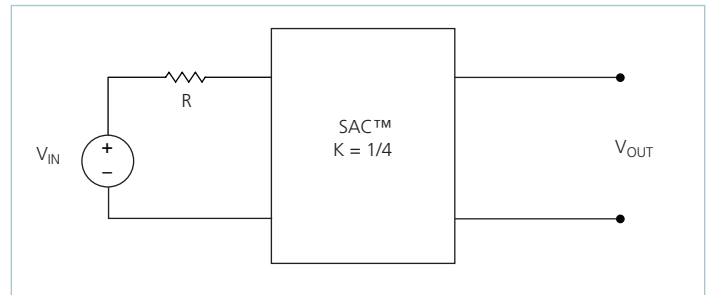 R
SAC™
K = 1/4
V_IN
+
−
V_OUT